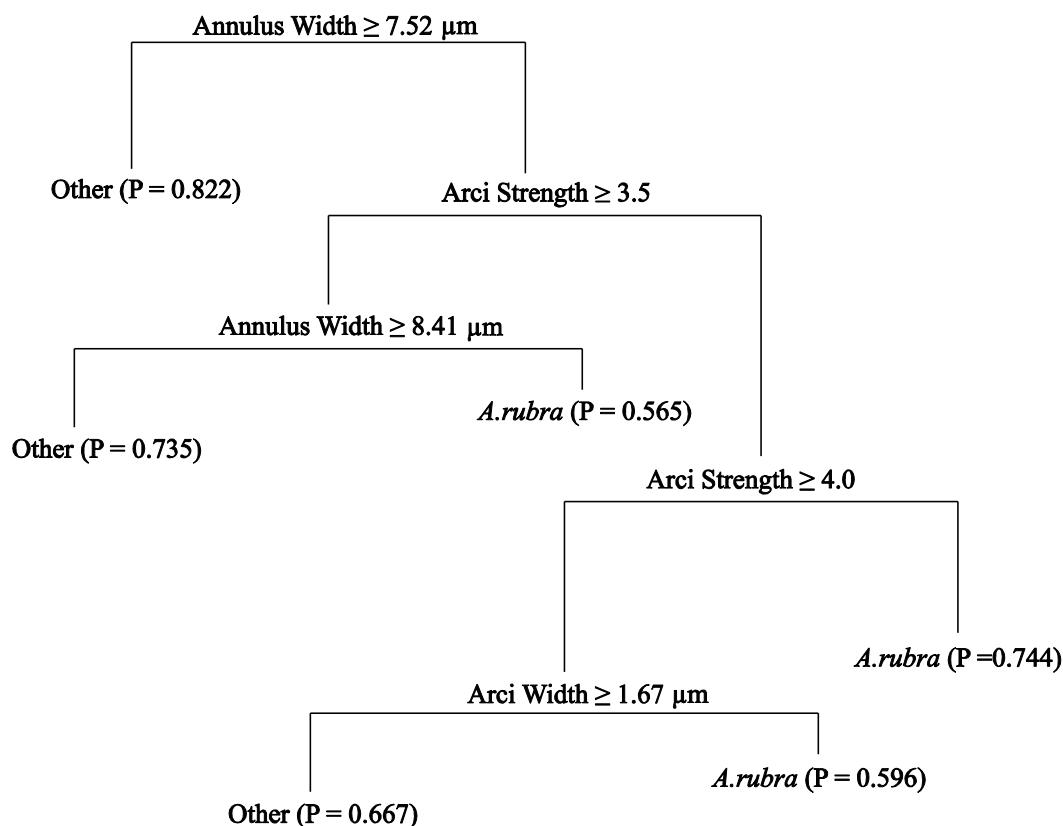 Annulus Width ≥ 7.52 µm
Other (P = 0.822)
Arci Strength ≥ 3.5
Annulus Width ≥ 8.41 µm
A.rubra (P = 0.565)
Other (P = 0.735)
Arci Strength ≥ 4.0
A.rubra (P =0.744)
Arci Width ≥ 1.67 µm
A.rubra (P = 0.596)
Other (P = 0.667)